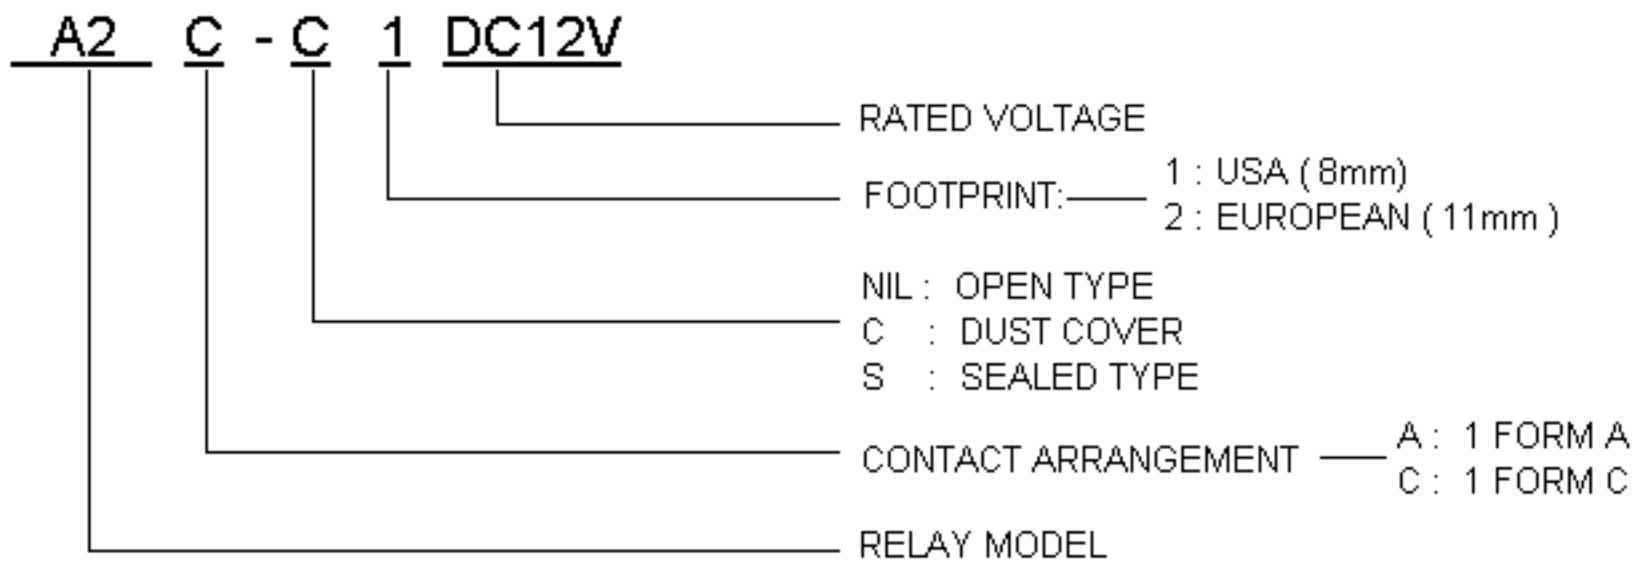 A2 C - C 1 DC12V
RATED VOLTAGE
FOOTPRINT: 1 : USA ( 8mm)
2 : EUROPEAN ( 11mm )
NIL : OPEN TYPE
C : DUST COVER
S : SEALED TYPE
CONTACT ARRANGEMENT A : 1 FORM A
C : 1 FORM C
RELAY MODEL